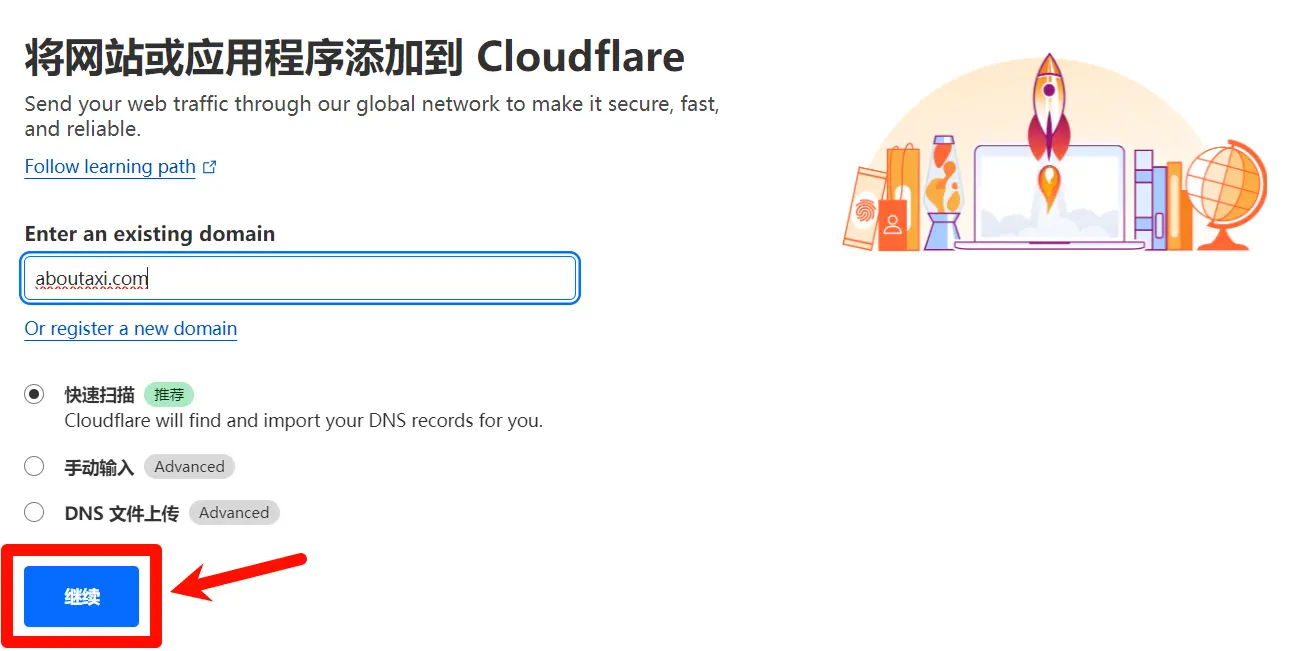 将网站或应用程序添加到 Cloudflare
Send your web traffic through our global network to make it secure, fast,
and reliable.
Follow learning path
Enter an existing domain
aboutaxi.com
Or register a new domain
快速扫描 推荐
Cloudflare will find and import your DNS records for you.
手动输入 Advanced
DNS 文件上传 Advanced
继续